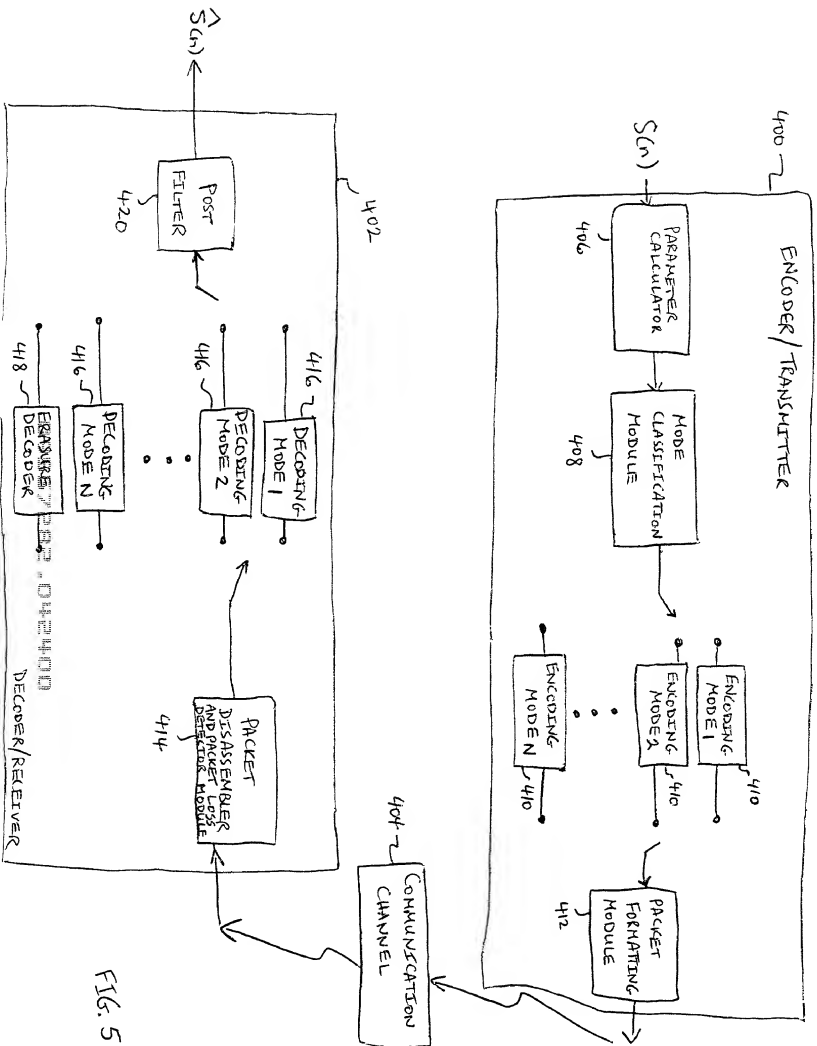 400
ENCODER/TRANSMITTER
S(n)
PARAMETER
CALCULATOR
406
MODE
CLASSIFICATION
MODULE
408
ENCODING
MODE 1
410
ENCODING
MODE 2
410
ENCODING
MODE N
410
PACKET
FORMATTING
MODULE
412
404
COMMUNICATION
CHANNEL
402
Ŝ(n)
POST
FILTER
420
416
DECODING
MODE 1
416
DECODING
MODE 2
416
DECODING
MODE N
418
ERASURE
DECODER
PACKET
DISASSEMBLER
AND PACKET LOSS
DETECTOR MODULE
414
DECODER/RECEIVER
FIG. 5